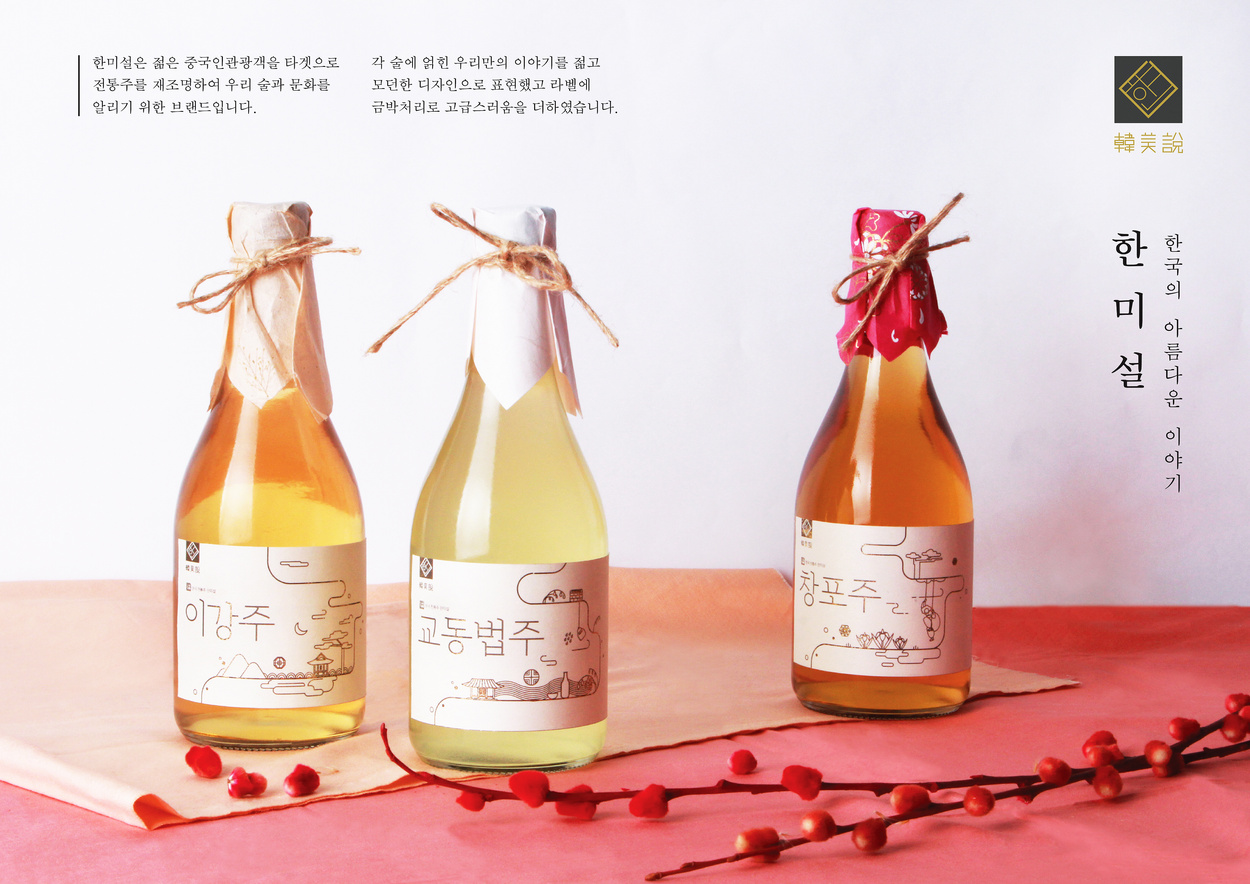 한미설은 젊은 중국인관광객을 타겟으로
전통주를 재조명하여 우리 술과 문화를
알리기 위한 브랜드입니다.
각 술에 얽힌 우리만의 이야기를 젊고
모던한 디자인으로 표현했고 라벨에
금박처리로 고급스러움을 더하였습니다.
韓美說
한미설
한국의 아름다운 이야기
이강주
교동법주
창포주